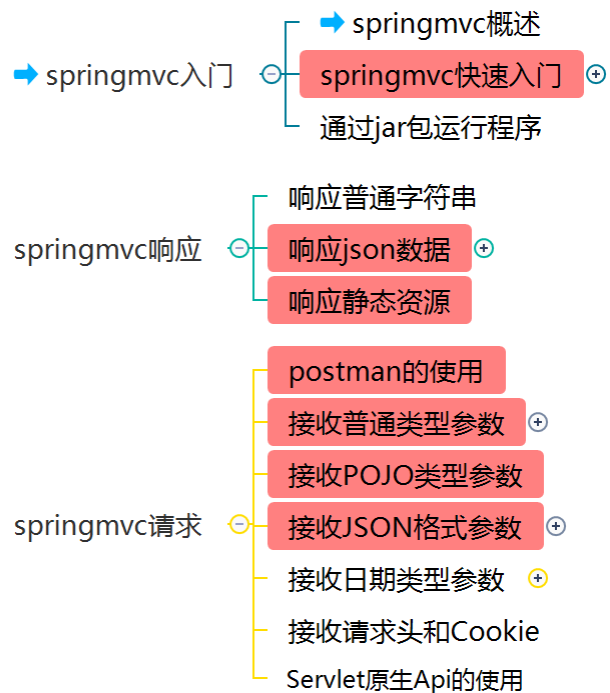 springmvc入门
springmvc概述
springmvc快速入门
通过jar包运行程序
springmvc响应
响应普通字符串
响应json数据
响应静态资源
springmvc请求
postman的使用
接收普通类型参数
接收POJO类型参数
接收JSON格式参数
接收日期类型参数
接收请求头和Cookie
Servlet原生Api的使用